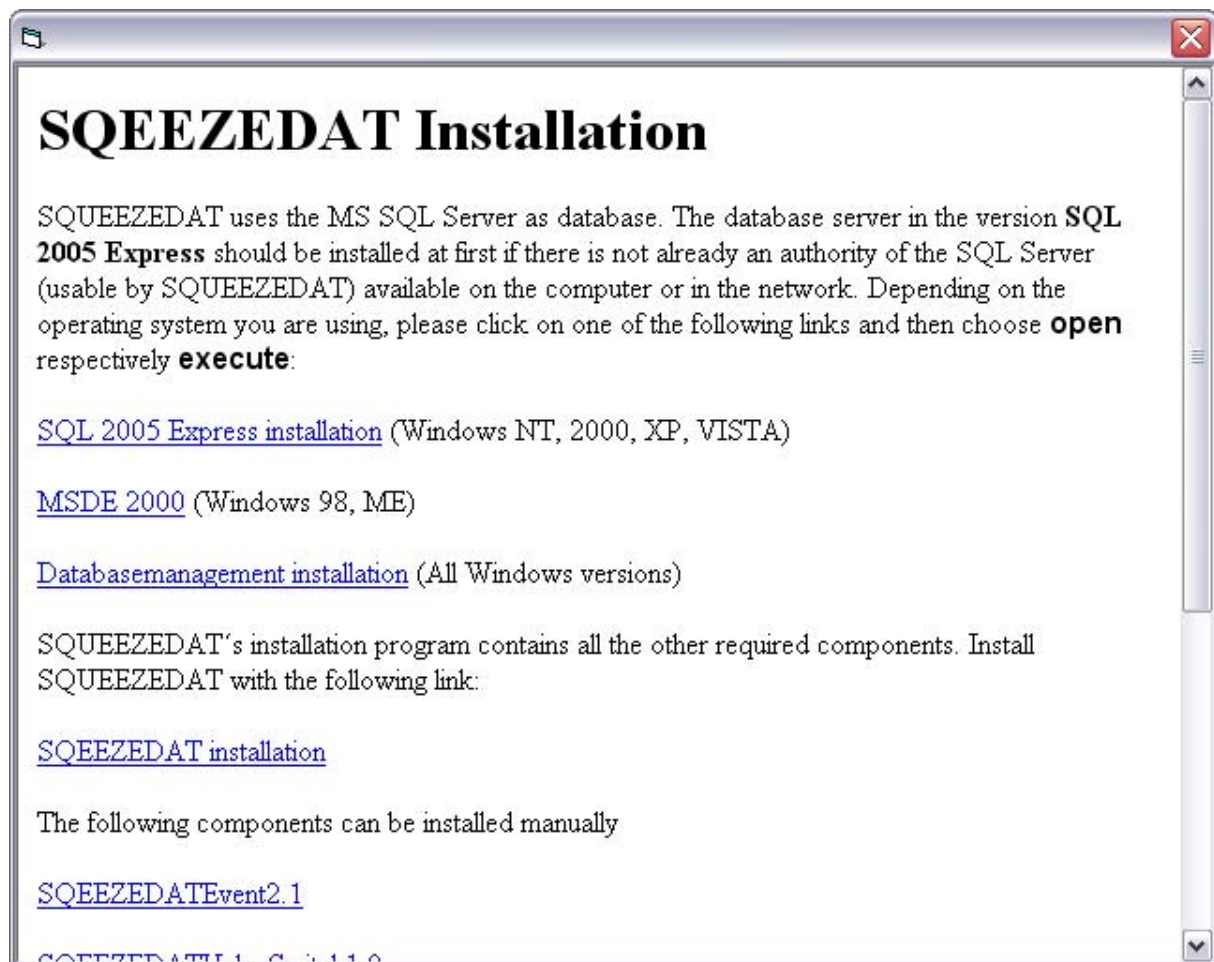 SQEEZEDAT Installation
SQUEEZEDAT uses the MS SQL Server as database. The database server in the version SQL
2005 Express should be installed at first if there is not already an authority of the SQL Server
(usable by SQUEEZEDAT) available on the computer or in the network. Depending on the
operating system you are using, please click on one of the following links and then choose open
respectively execute:
SQL 2005 Express installation (Windows NT, 2000, XP, VISTA)
MSDE 2000 (Windows 98, ME)
Databasemanagement installation (All Windows versions)
SQUEEZEDAT´s installation program contains all the other required components. Install
SQUEEZEDAT with the following link:
SQEEZEDAT installation
The following components can be installed manually
SQEEZEDATEvent2.1